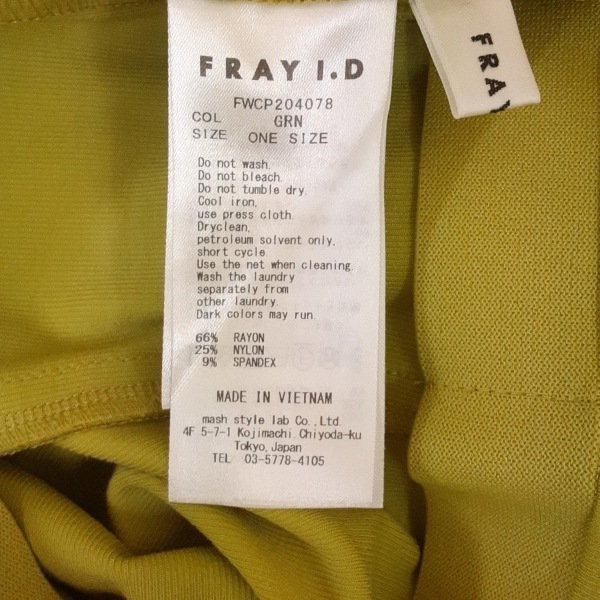 FRAY I.D
FRAY
FWCP204078
COL GRN
SIZE ONE SIZE
Do not wash.
Do not bleach.
Do not tumble dry.
Cool iron,
use press cloth.
Dryclean,
petroleum solvent only,
short cycle.
Use the net when cleaning.
Wash the laundry
separately from
other laundry.
Dark colors may run.
66% RAYON
25% NYLON
9% SPANDEX
MADE IN VIETNAM
mash style lab Co., Ltd.
4F 5-7-1 Kojimachi, Chiyoda-ku
Tokyo, Japan
TEL 03-5778-4105